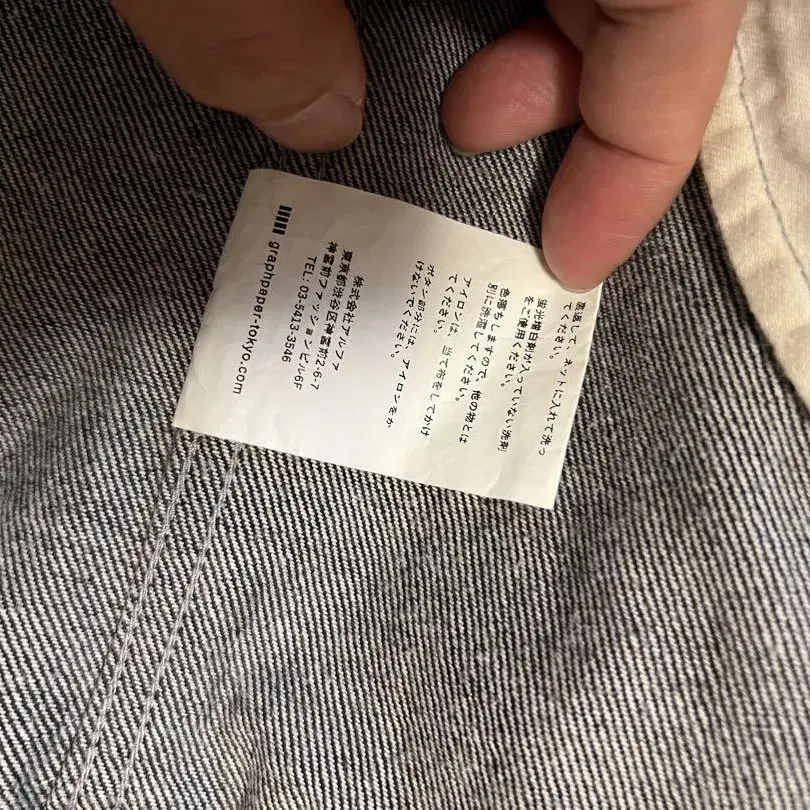 裏返して、ネットに入れて洗っ
てください。
蛍光増白剤が入っていない洗剤
をご使用ください。
色落ちしますので、他の物とは
別に洗濯してください。
アイロンは、当て布をしてかけ
てください。
ボタン部分には、アイロンをか
けないでください。
株式会社アルファ
東京都渋谷区神宮前2-6-7
神宮前ファッションビル6F
TEL: 03-5413-3546
graphpaper-tokyo.com